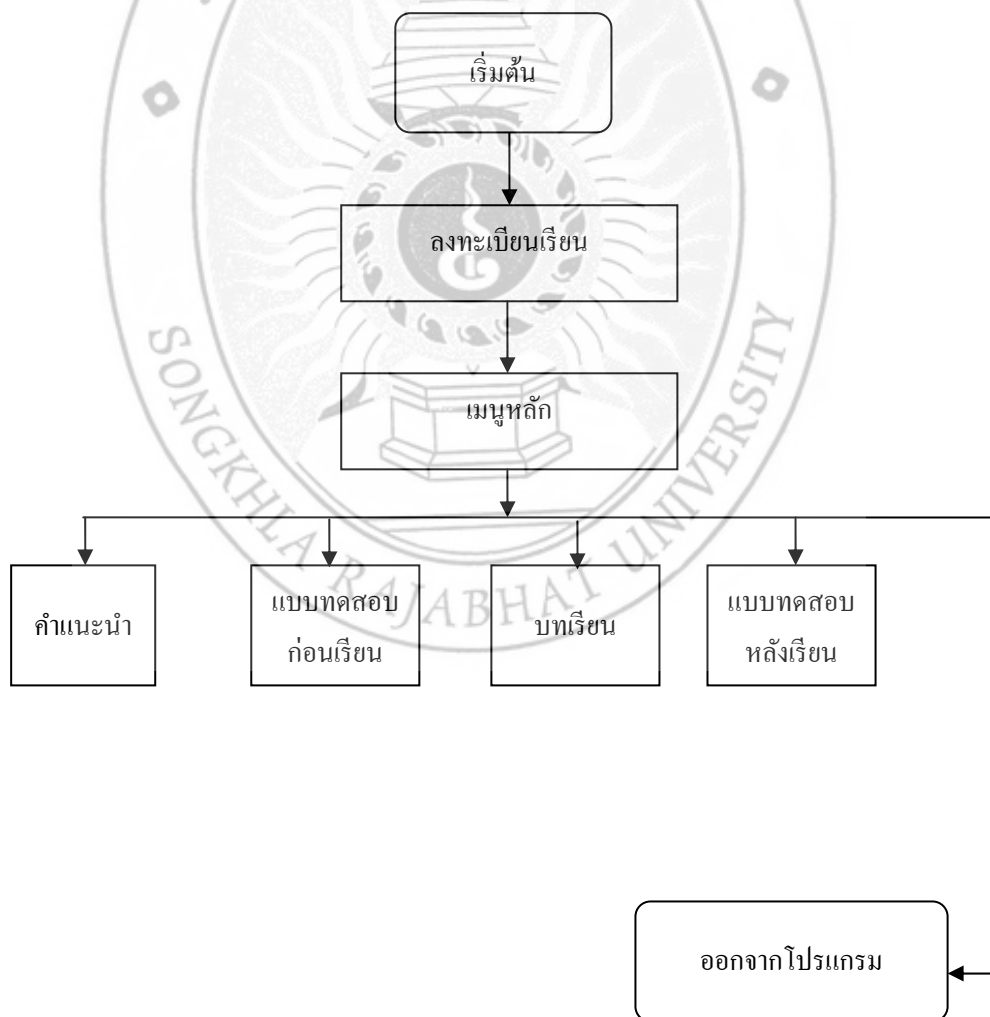 เริ่มต้น
ลงทะเบียนเรียน
เมนูหลัก
คำแนะนำ
แบบทดสอบ
ก่อนเรียน
บทเรียน
แบบทดสอบ
หลังเรียน
ออกจากโปรแกรม
SONGKHLA RAJABHAT UNIVERSITY